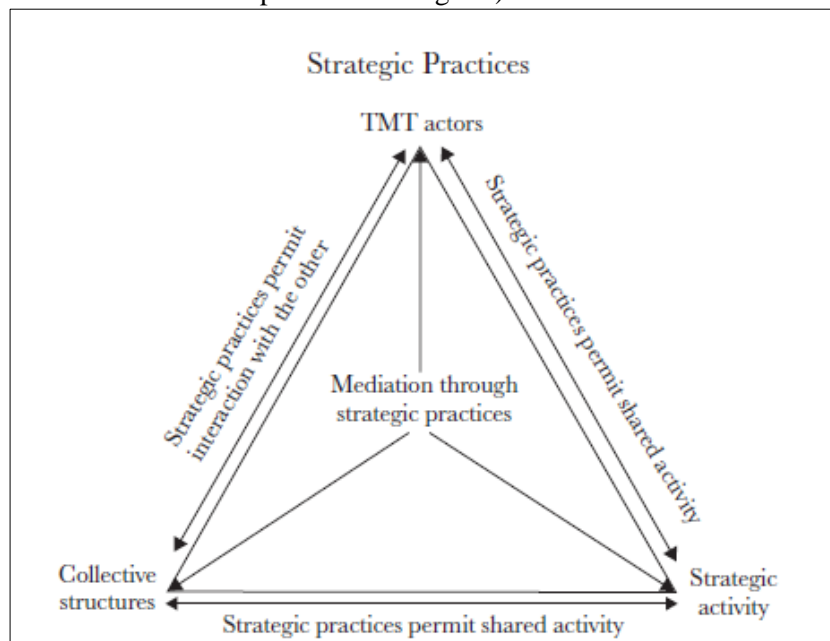 Strategic Practices
TMT actors
Strategic practices permit
interaction with the other
Strategic practices permit shared activity
Mediation through
strategic practices
Collective
structures
Strategic
activity
Strategic practices permit shared activity